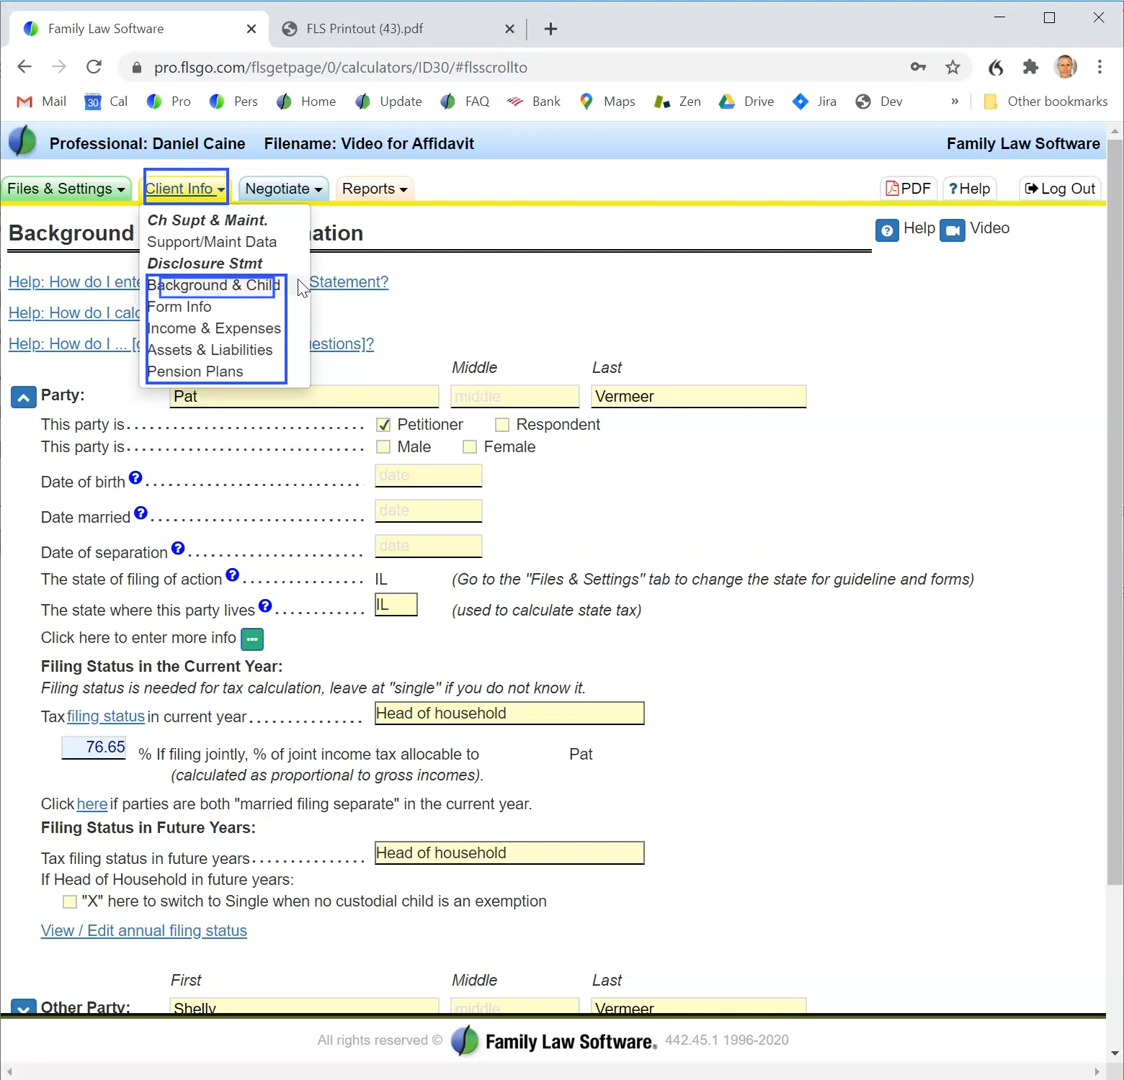 Family Law Software
FLS Printout (43).pdf
pro.flsgo.com/flsgetpage/0/calculators/ID30/#flsscrollto
Mail 30 Cal Pro Pers Home Update FAQ Bank Maps Zen Drive Jira Dev » Other bookmarks
Professional: Daniel Caine Filename: Video for Affidavit Family Law Software
Files & Settings Client Info Negotiate Reports PDF ? Help Log Out
Ch Supt & Maint.
Background ation ? Help Video
Support/Maint Data
Disclosure Stmt
Help: How do I ente Background & Child Statement?
Form Info
Help: How do I calc
Income & Expenses
Help: How do I ... [ Assets & Liabilities estions]?
Pension Plans
Middle Last
Party: Pat middle Vermeer
This party is Petitioner Respondent
This party is Male Female
Date of birth ? date
Date married ? date
Date of separation ? date
The state of filing of action ? IL (Go to the "Files & Settings" tab to change the state for guideline and forms)
The state where this party lives ? IL (used to calculate state tax)
Click here to enter more info ...
Filing Status in the Current Year:
Filing status is needed for tax calculation, leave at "single" if you do not know it.
Tax filing status in current year Head of household
76.65 % If filing jointly, % of joint income tax allocable to Pat
(calculated as proportional to gross incomes).
Click here if parties are both "married filing separate" in the current year.
Filing Status in Future Years:
Tax filing status in future years Head of household
If Head of Household in future years:
"X" here to switch to Single when no custodial child is an exemption
View / Edit annual filing status
First Middle Last
Other Party: Shelly middle Vermeer
All rights reserved © Family Law Software. 442.45.1 1996-2020